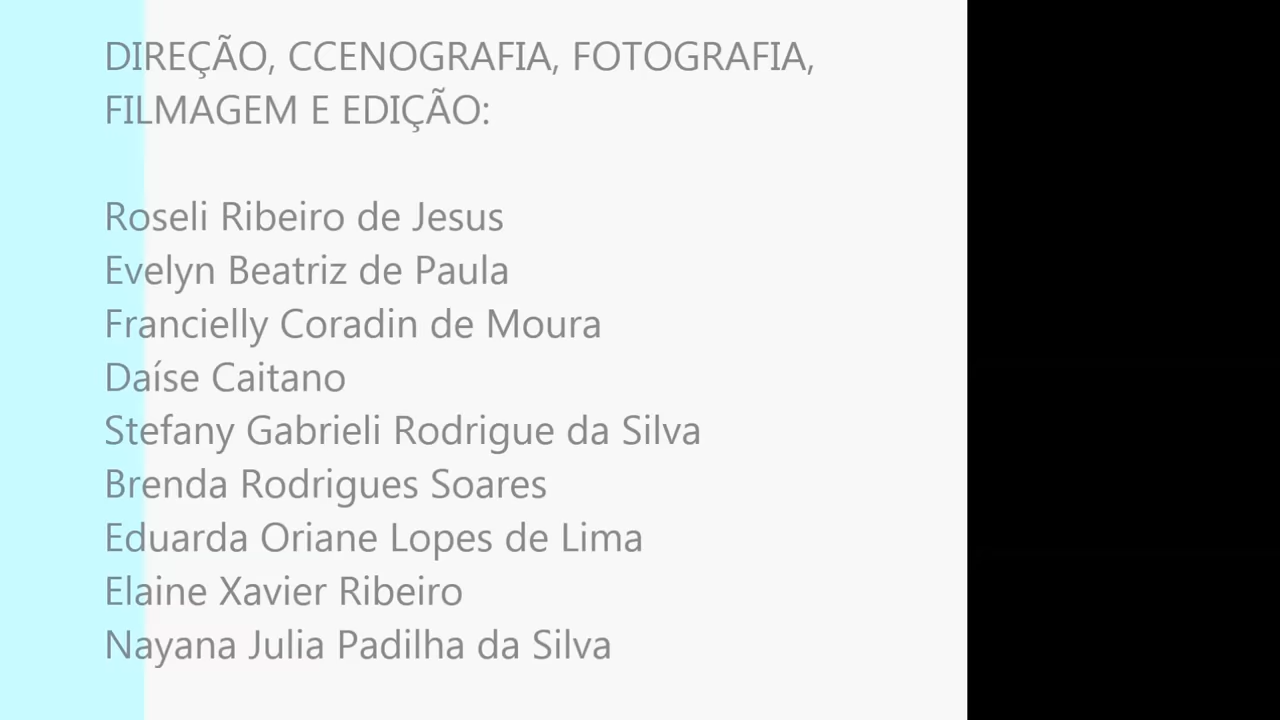 DIREÇÃO, CCENOGRAFIA, FOTOGRAFIA,
FILMAGEM E EDIÇÃO:
Roseli Ribeiro de Jesus
Evelyn Beatriz de Paula
Francielly Coradin de Moura
Daíse Caitano
Stefany Gabrieli Rodrigue da Silva
Brenda Rodrigues Soares
Eduarda Oriane Lopes de Lima
Elaine Xavier Ribeiro
Nayana Julia Padilha da Silva